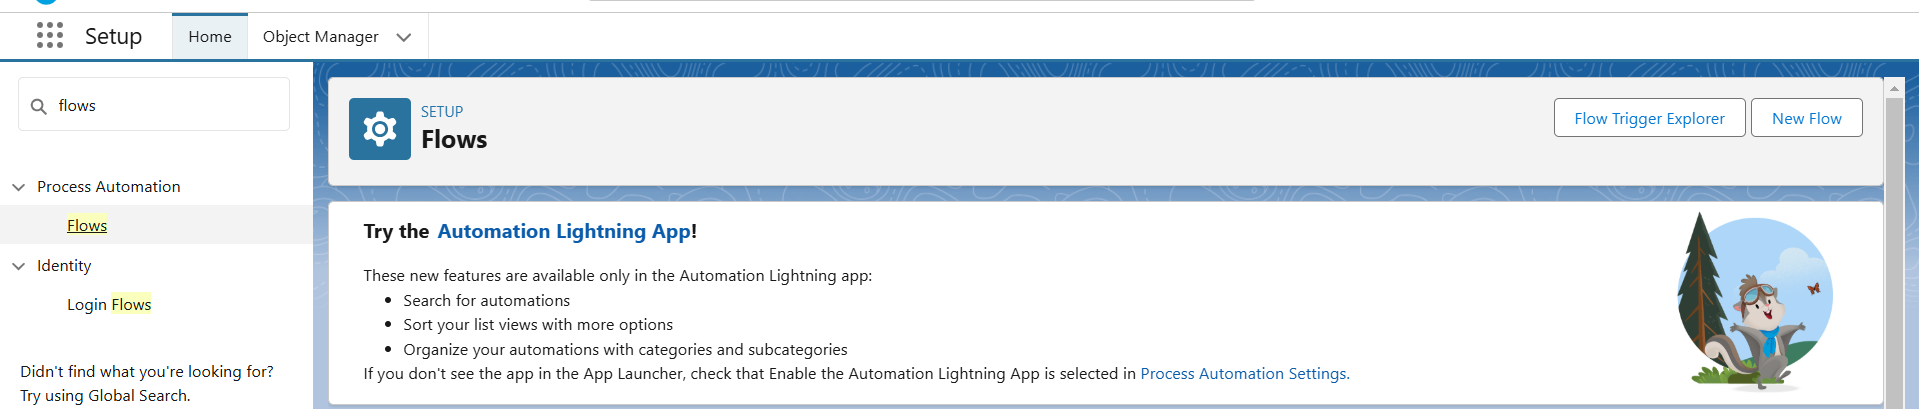 Setup
Home
Object Manager
flows
Process Automation
Flows
Identity
Login Flows
Didn't find what you're looking for?
Try using Global Search.
SETUP
Flows
Flow Trigger Explorer
New Flow
Try the Automation Lightning App!
These new features are available only in the Automation Lightning app:
• Search for automations
• Sort your list views with more options
• Organize your automations with categories and subcategories
If you don't see the app in the App Launcher, check that Enable the Automation Lightning App is selected in Process Automation Settings.